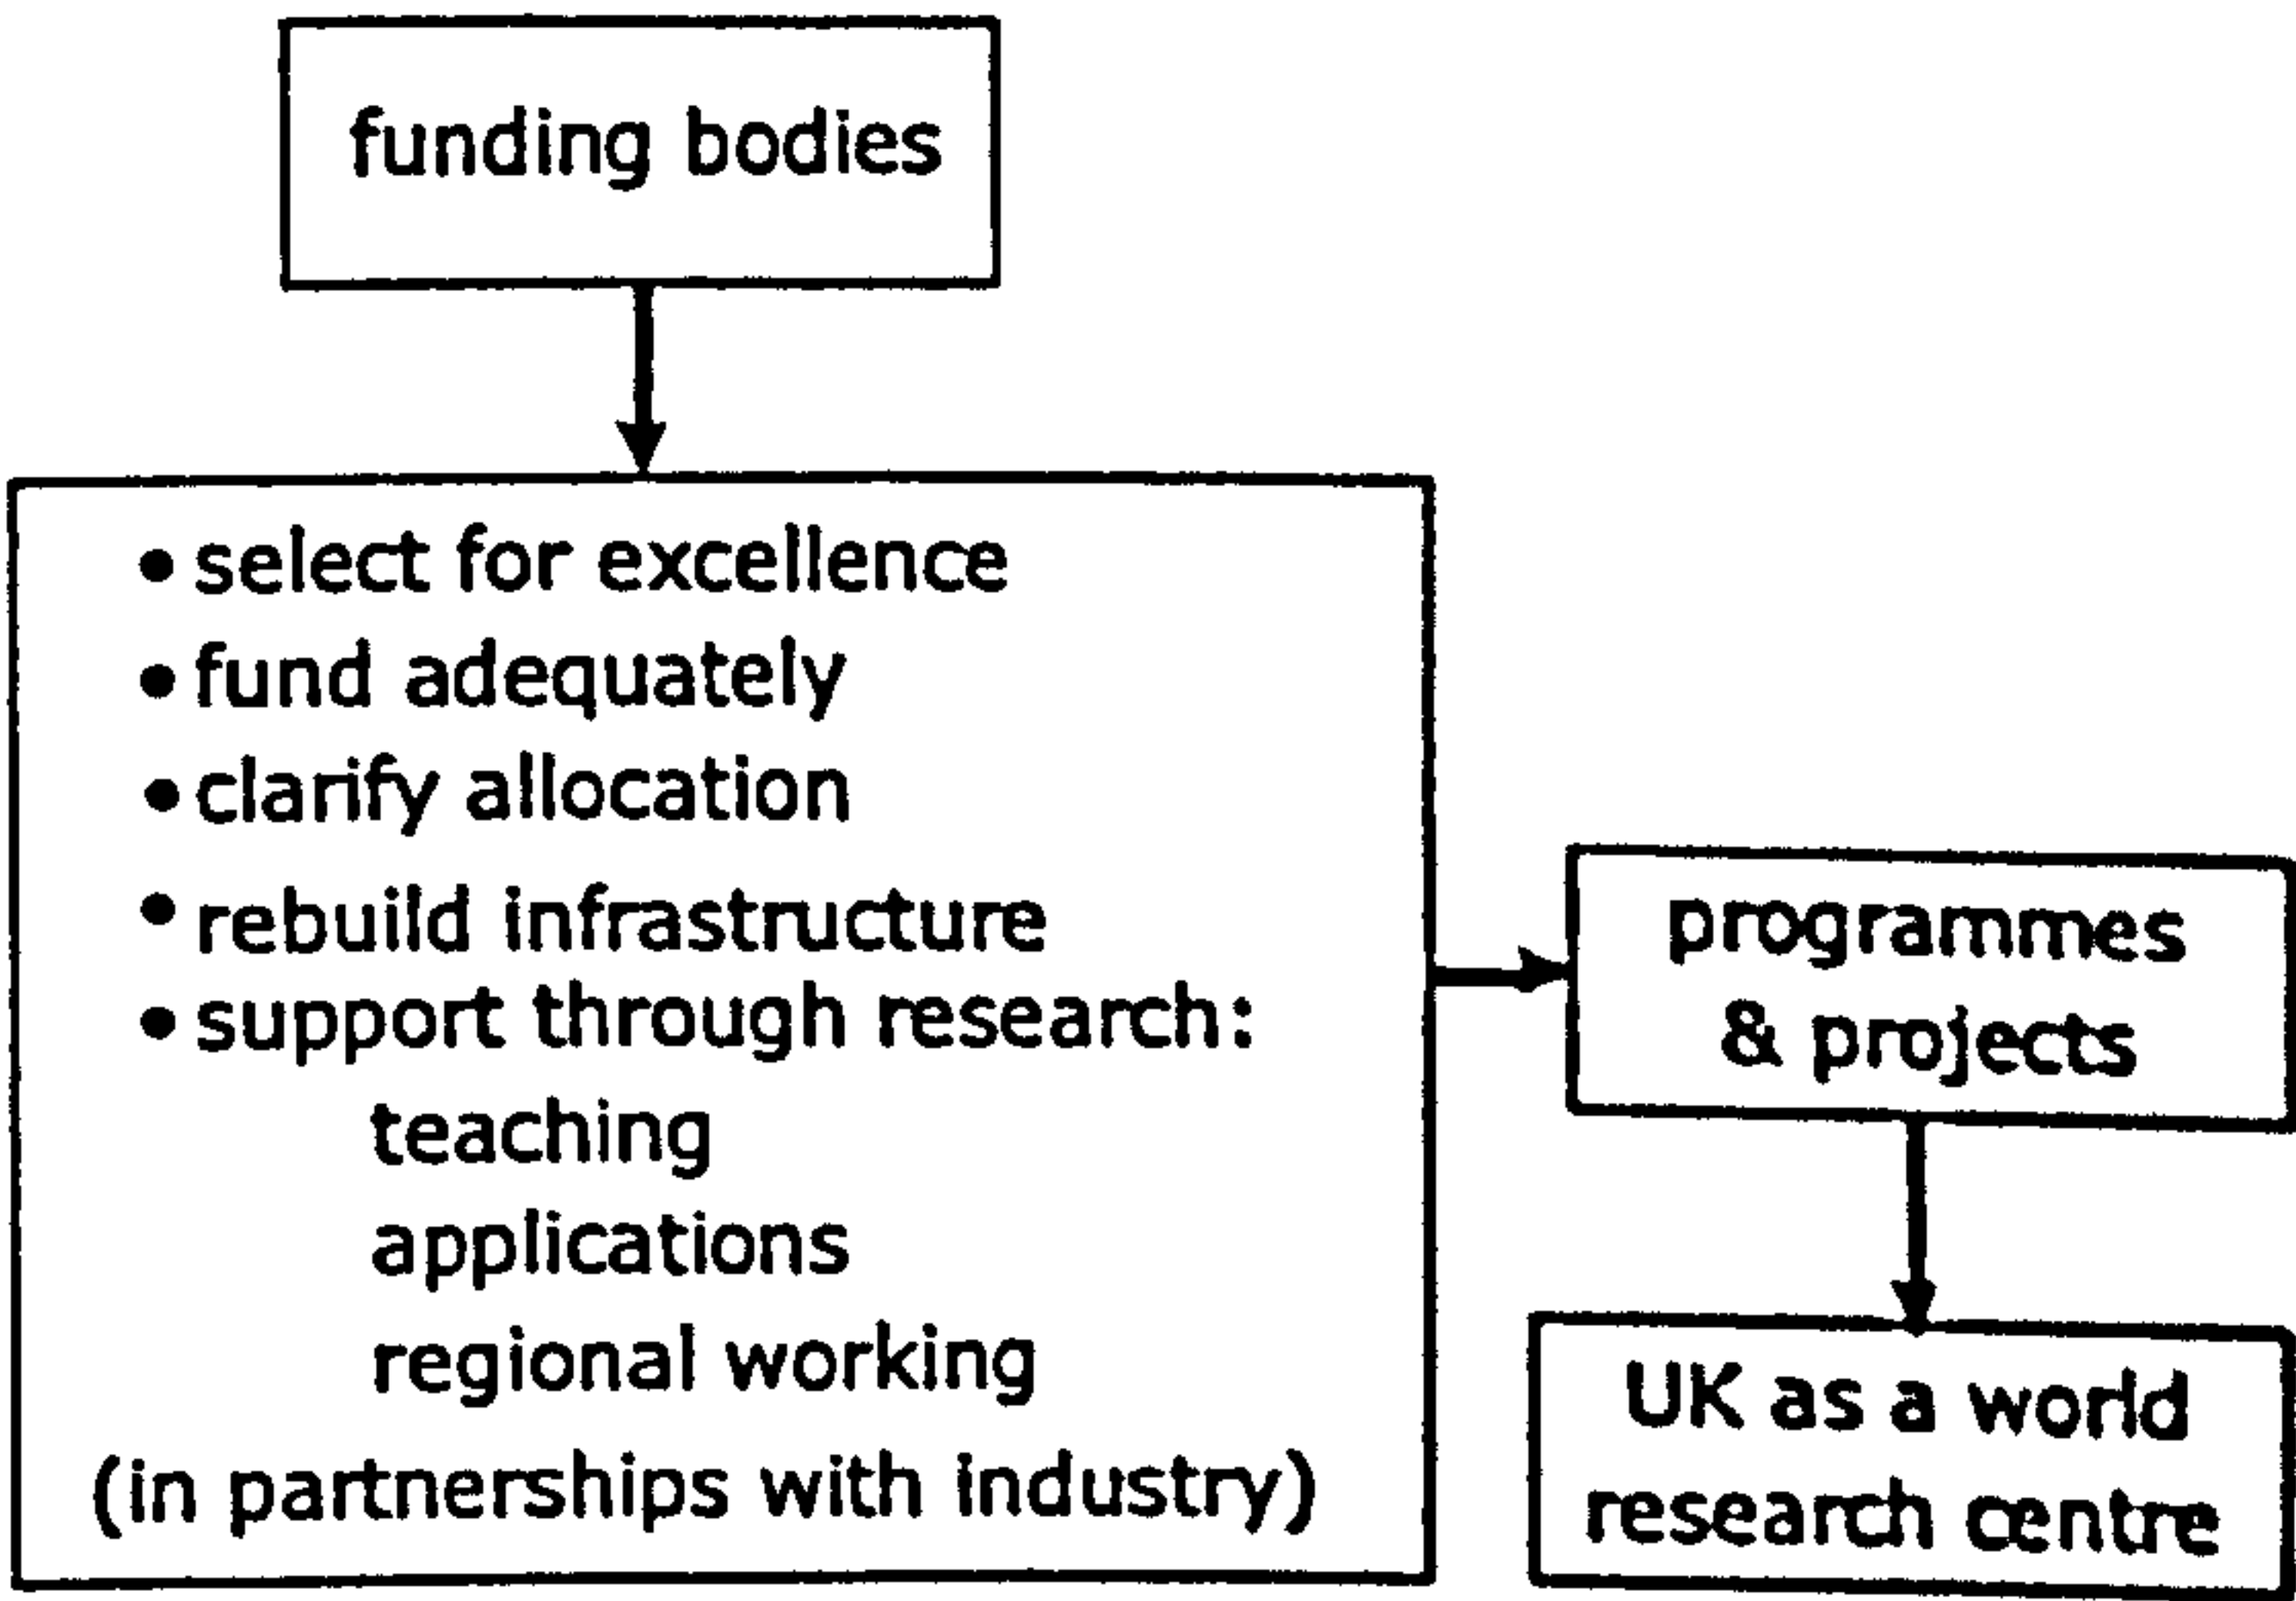 funding bodies
• select for excellence
• fund adequately
• clarify allocation
• rebuild infrastructure
• support through research:
teaching
applications
regional working
(in partnerships with industry)
programmes
& projects
UK as a world
research centre